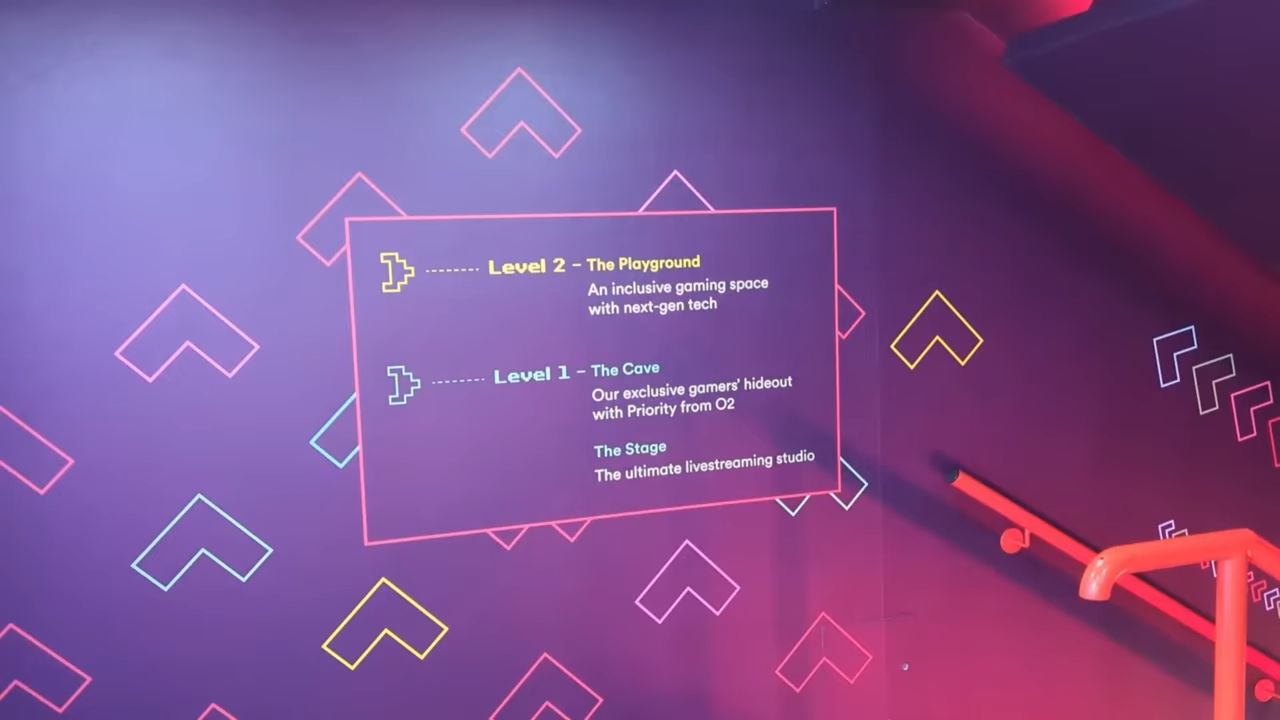 Level 2 – The Playground
An inclusive gaming space
with next-gen tech
Level 1 – The Cave
Our exclusive gamers' hideout
with Priority from O2
The Stage
The ultimate livestreaming studio